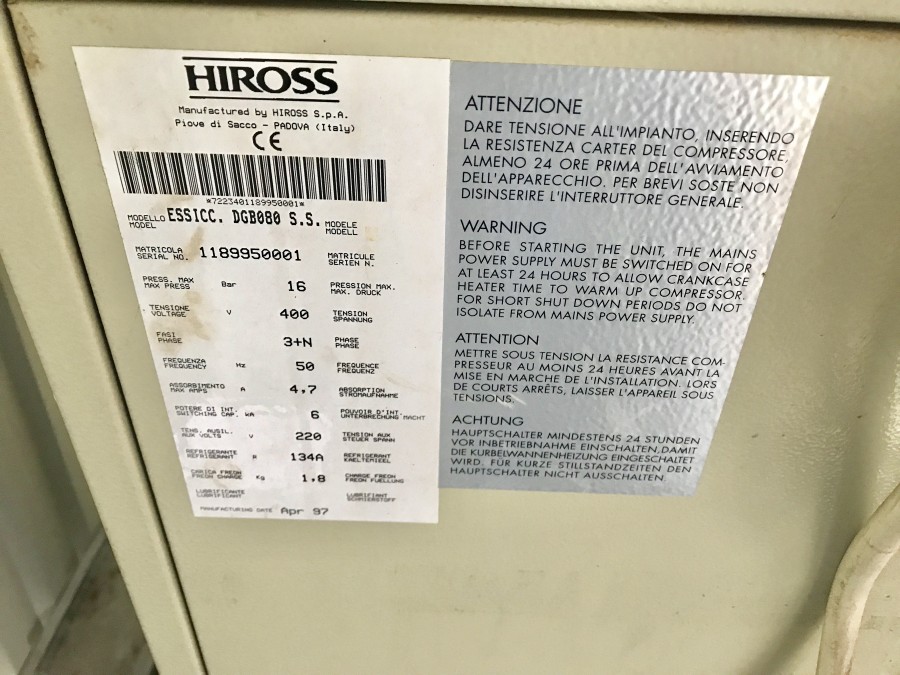 HIROSS
Manufactured by HIROSS S.p.A.
Piove di Sacco - PADOVA (Italy)
CE
*7223401189950001*
MODELLO ESSICC. DGB080 S.S. MODELE
MODEL MODELL
MATRICOLA 1189950001 MATRICULE
SERIAL NO. SERIEN N.
PRESS. MAX Bar 16 PRESSION MAX.
MAX PRESS MAX. DRUCK
TENSIONE V 400 TENSION
VOLTAGE SPANNUNG
FASI 3+N PHASE
PHASE PHASE
FREQUENZA Hz 50 FREQUENCE
FREQUENCY FREQUENZ
ASSORBIMENTO A 4,7 ABSORPTION
MAX AMPS STROMAUFNAHME
POTERE DI INT. kA 6 POUVOIR D'INT.
SWITCHING CAP. UNTERBRECHUNG MACHT
TENS. AUSIL. V 220 TENSION AUX
AUX VOLTS STEUER SPANN
REFRIGERANTE R 134A REFRIGERANT
REFRIGERANT KAELTEMIEEL
CARICA FREON Kg 1,8 CHARGE FREON
FREON CHARGE FREON FUELLUNG
LUBRIFICANTE LUBRIFIANT
LUBRIFICANT SCHMIERSTOFF
MANUFACTURING DATE Apr 97
ATTENZIONE
DARE TENSIONE ALL'IMPIANTO, INSERENDO
LA RESISTENZA CARTER DEL COMPRESSORE,
ALMENO 24 ORE PRIMA DELL'AVVIAMENTO
DELL'APPARECCHIO. PER BREVI SOSTE NON
DISINSERIRE L'INTERRUTTORE GENERALE.
WARNING
BEFORE STARTING THE UNIT, THE MAINS
POWER SUPPLY MUST BE SWITCHED ON FOR
AT LEAST 24 HOURS TO ALLOW CRANKCASE
HEATER TIME TO WARM UP COMPRESSOR.
FOR SHORT SHUT DOWN PERIODS DO NOT
ISOLATE FROM MAINS POWER SUPPLY.
ATTENTION
METTRE SOUS TENSION LA RESISTANCE COM-
PRESSEUR AU MOINS 24 HEURES AVANT LA
MISE EN MARCHE DE L'INSTALLATION. LORS
DE COURTS ARRÊTS, LAISSER L'APPAREIL SOUS
TENSIONS.
ACHTUNG
HAUPTSCHALTER MINDESTENS 24 STUNDEN
VOR INBETRIEBNAHME EINSCHALTEN, DAMIT
DIE KURBELWANNENHEIZUNG EINGESCHALTET
WIRD. FÜR KURZE STILLSTANDZEITEN DEN
HAUPTSCHALTER NICHT AUSSCHALTEN.